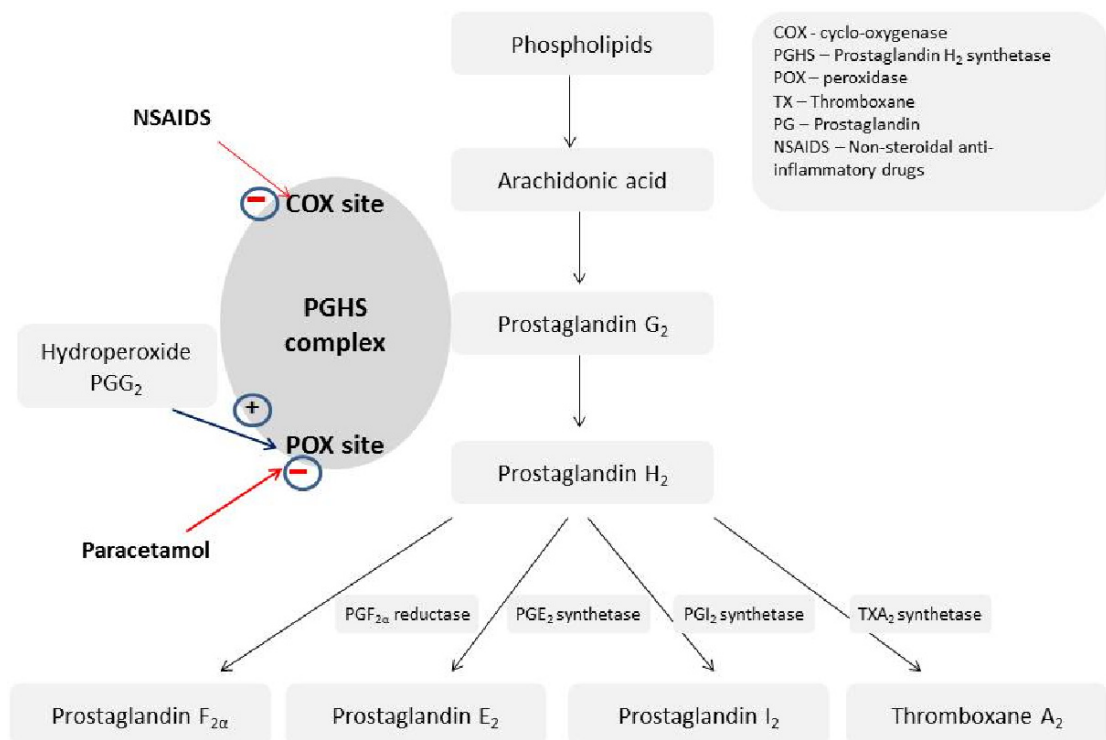 Phospholipids
COX - cyclo-oxygenase
PGHS – Prostaglandin H₂ synthetase
POX – peroxidase
TX – Thromboxane
PG – Prostaglandin
NSAIDS – Non-steroidal anti-
inflammatory drugs
NSAIDS
Arachidonic acid
− COX site
PGHS
complex
Prostaglandin G₂
Hydroperoxide
PGG₂
+
POX site
−
Prostaglandin H₂
Paracetamol
PGF₂α reductase
PGE₂ synthetase
PGI₂ synthetase
TXA₂ synthetase
Prostaglandin F₂α
Prostaglandin E₂
Prostaglandin I₂
Thromboxane A₂